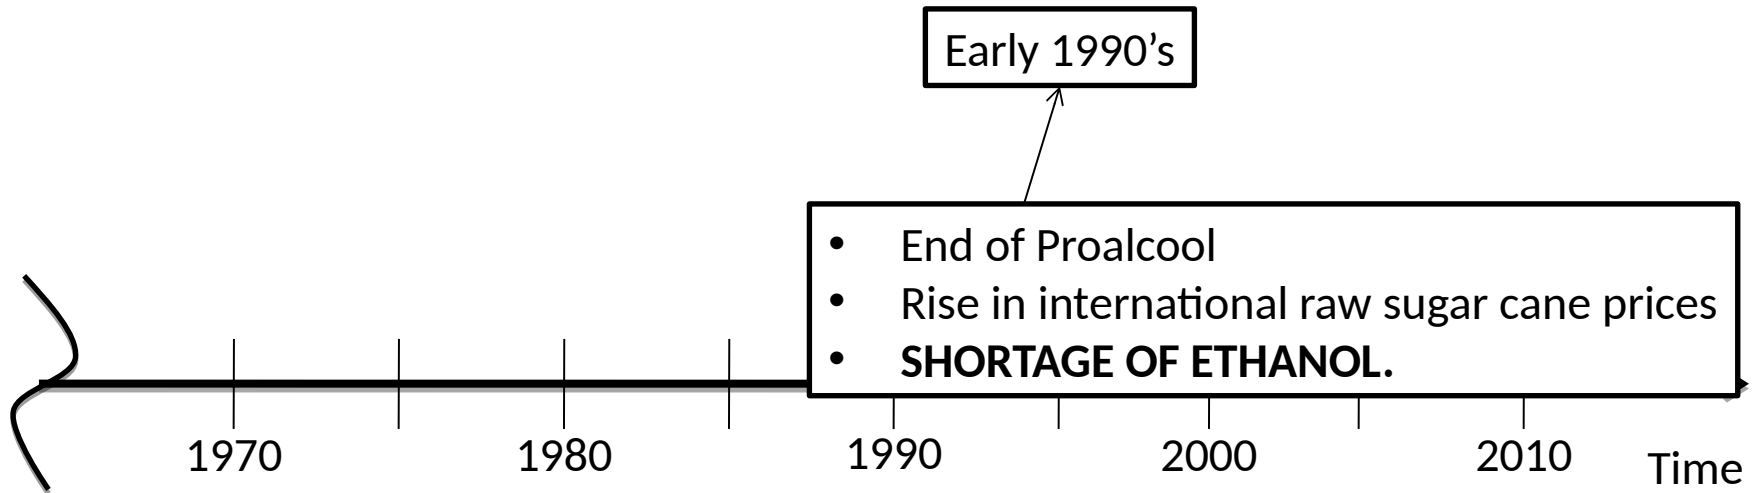 Early 1990’s
• End of Proalcool
• Rise in international raw sugar cane prices
• SHORTAGE OF ETHANOL.
1970 1980 1990 2000 2010 Time